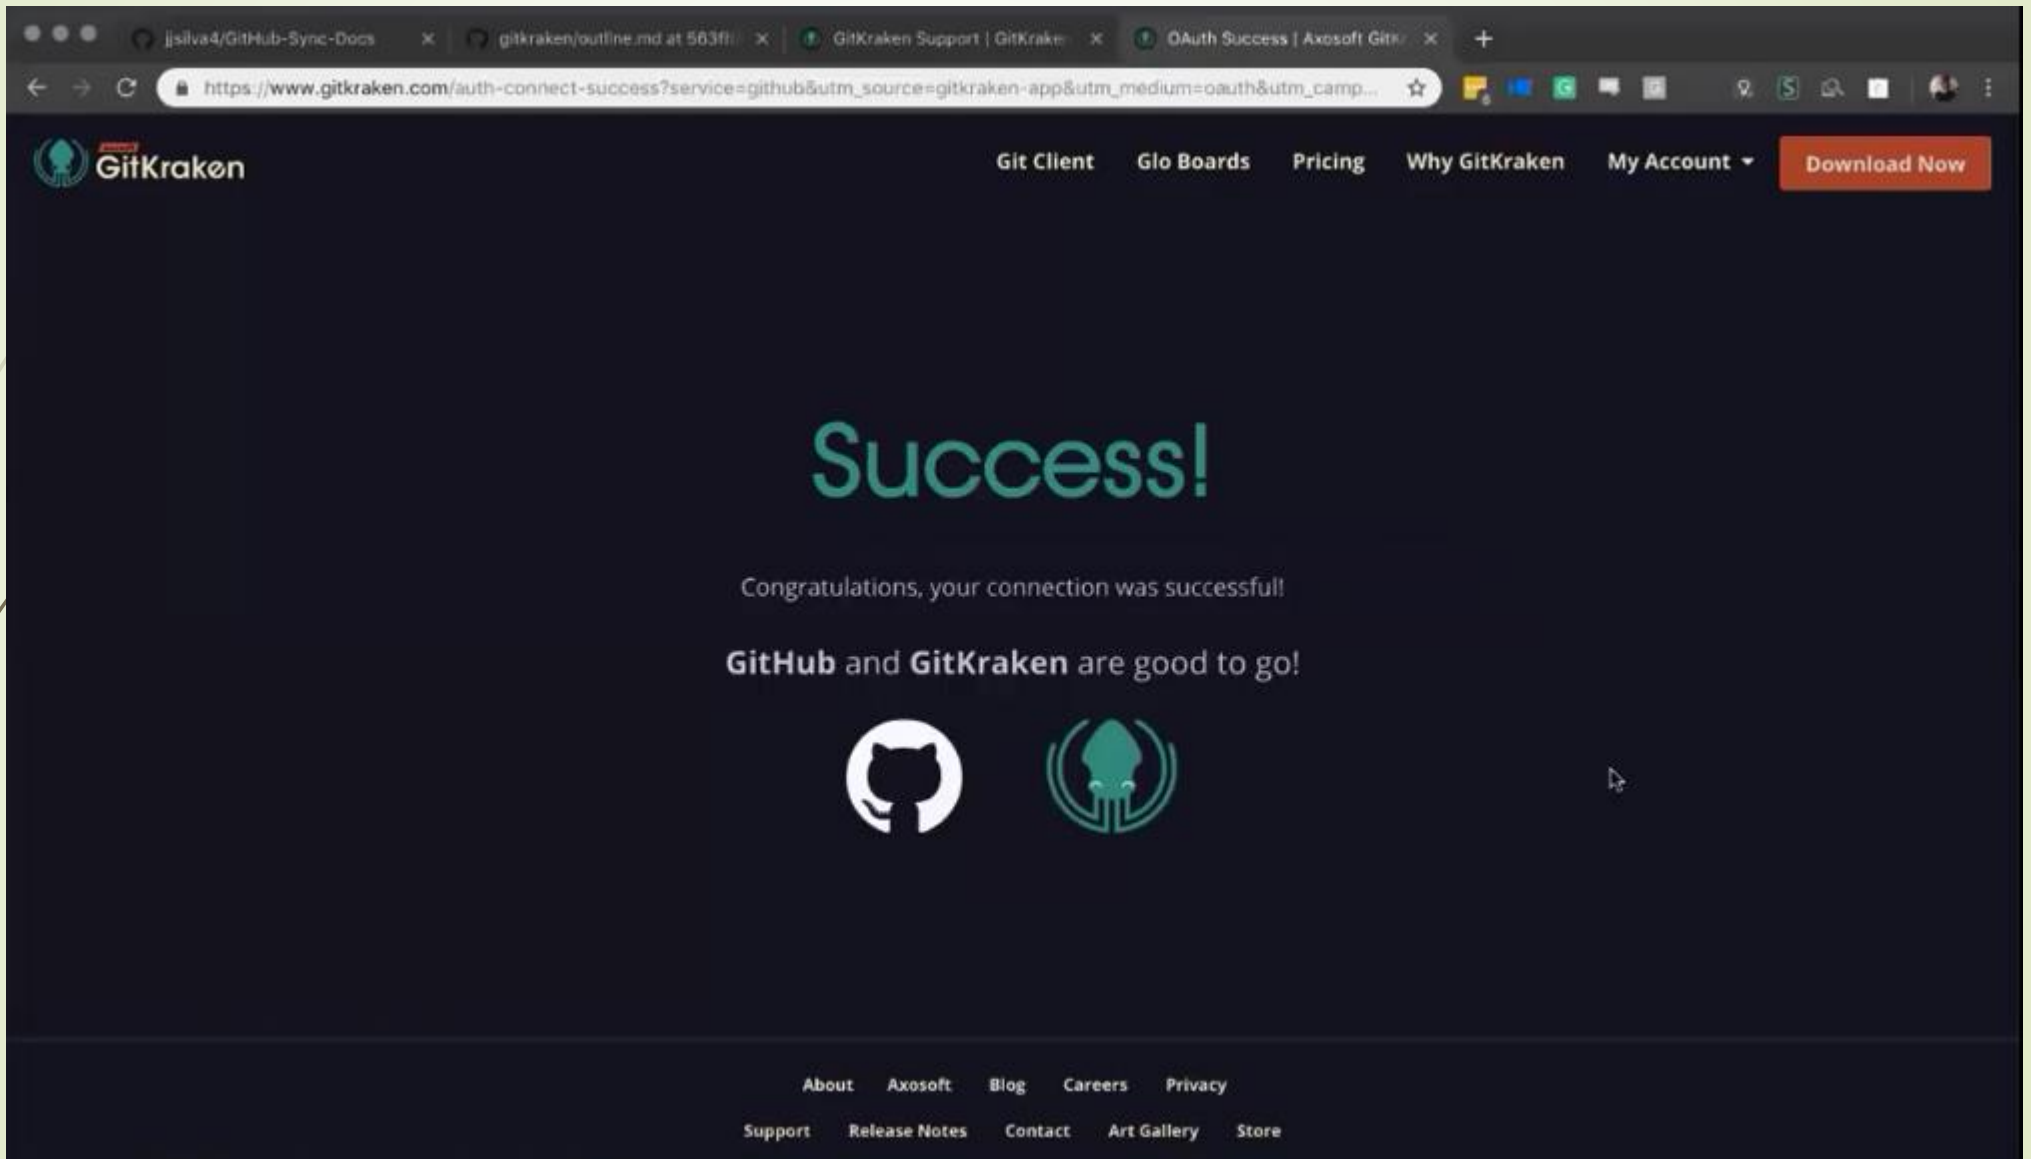 jjsilva4/GitHub-Sync-Docs
gitkraken/outline.md at 563f
GitKraken Support | GitKraken
OAuth Success | Axosoft GitK
https://www.gitkraken.com/auth-connect-success?service=github&utm_source=gitkraken-app&utm_medium=oauth&utm_camp...
axosoft
GitKraken
Git Client
Glo Boards
Pricing
Why GitKraken
My Account
Download Now
Success!
Congratulations, your connection was successful!
GitHub and GitKraken are good to go!
About Axosoft Blog Careers Privacy
Support Release Notes Contact Art Gallery Store